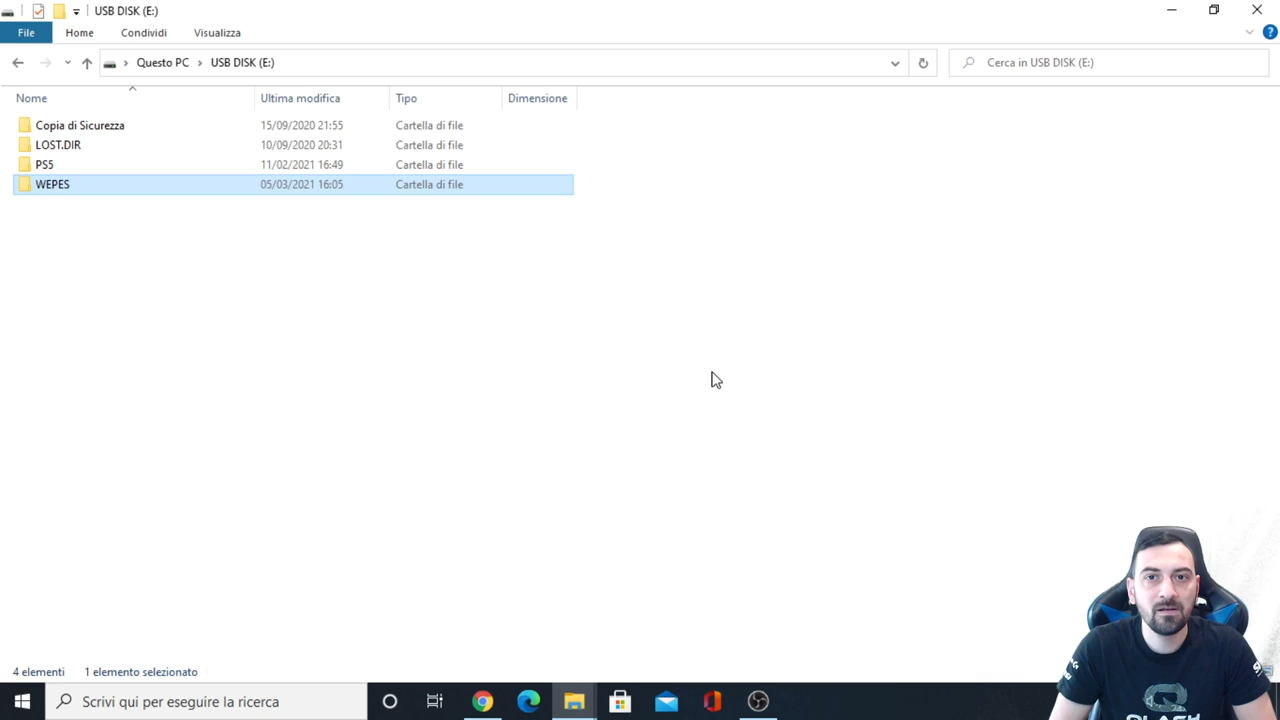 USB DISK (E:)
File Home Condividi Visualizza
Questo PC USB DISK (E:) Cerca in USB DISK (E:)
Nome Ultima modifica Tipo Dimensione
Copia di Sicurezza 15/09/2020 21:55 Cartella di file
LOST.DIR 10/09/2020 20:31 Cartella di file
PS5 11/02/2021 16:49 Cartella di file
WEPES 05/03/2021 16:05 Cartella di file
4 elementi 1 elemento selezionato
Scrivi qui per eseguire la ricerca